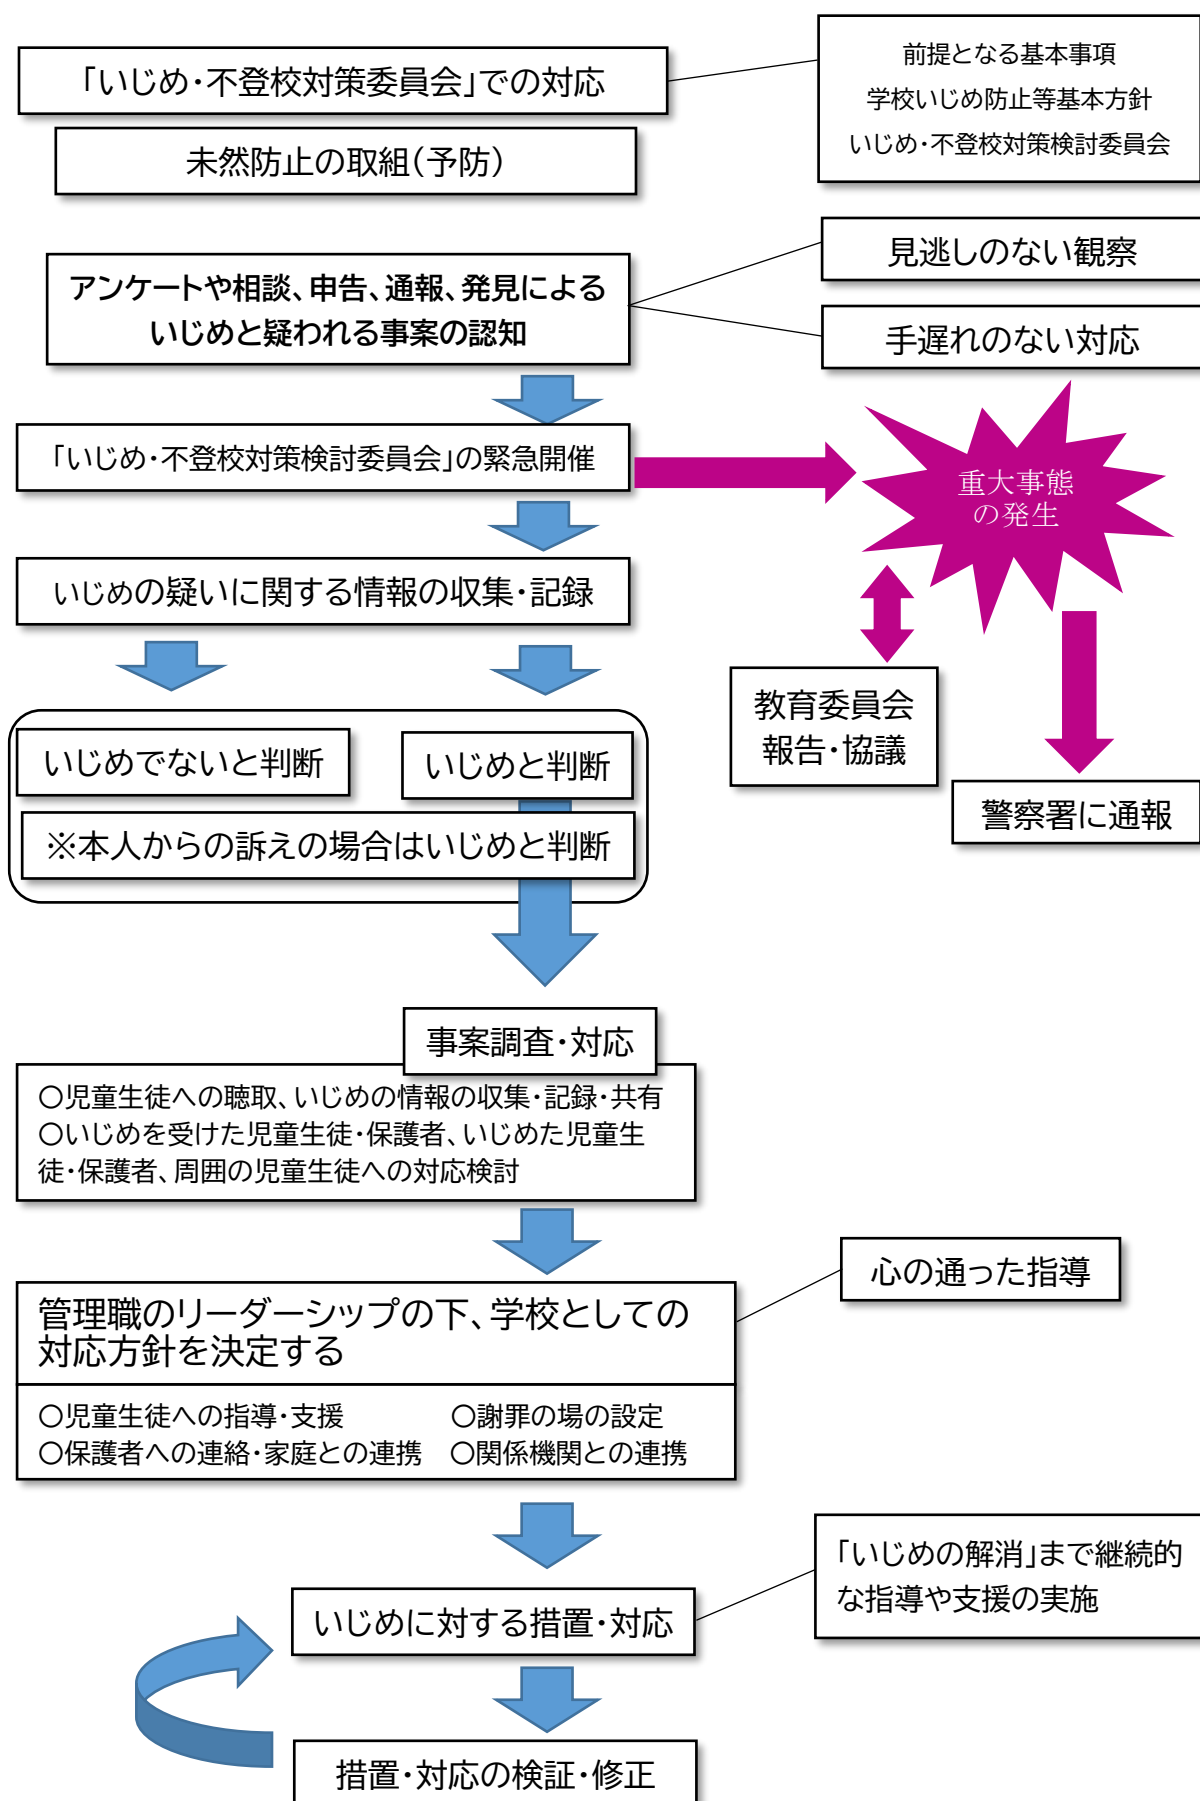 「いじめ・不登校対策委員会」での対応
前提となる基本事項
学校いじめ防止等基本方針
いじめ・不登校対策検討委員会
未然防止の取組（予防）
アンケートや相談、申告、通報、発見による
いじめと疑われる事案の認知
見逃しのない観察
手遅れのない対応
「いじめ・不登校対策検討委員会」の緊急開催
重大事態
の発生
いじめの疑いに関する情報の収集・記録
教育委員会
報告・協議
警察署に通報
いじめでないと判断
いじめと判断
※本人からの訴えの場合はいじめと判断
事案調査・対応
〇児童生徒への聴取、いじめの情報の収集・記録・共有
〇いじめを受けた児童生徒・保護者、いじめた児童生
徒・保護者、周囲の児童生徒への対応検討
心の通った指導
管理職のリーダーシップの下、学校としての
対応方針を決定する
〇児童生徒への指導・支援 〇謝罪の場の設定
〇保護者への連絡・家庭との連携 〇関係機関との連携
「いじめの解消」まで継続的
な指導や支援の実施
いじめに対する措置・対応
措置・対応の検証・修正